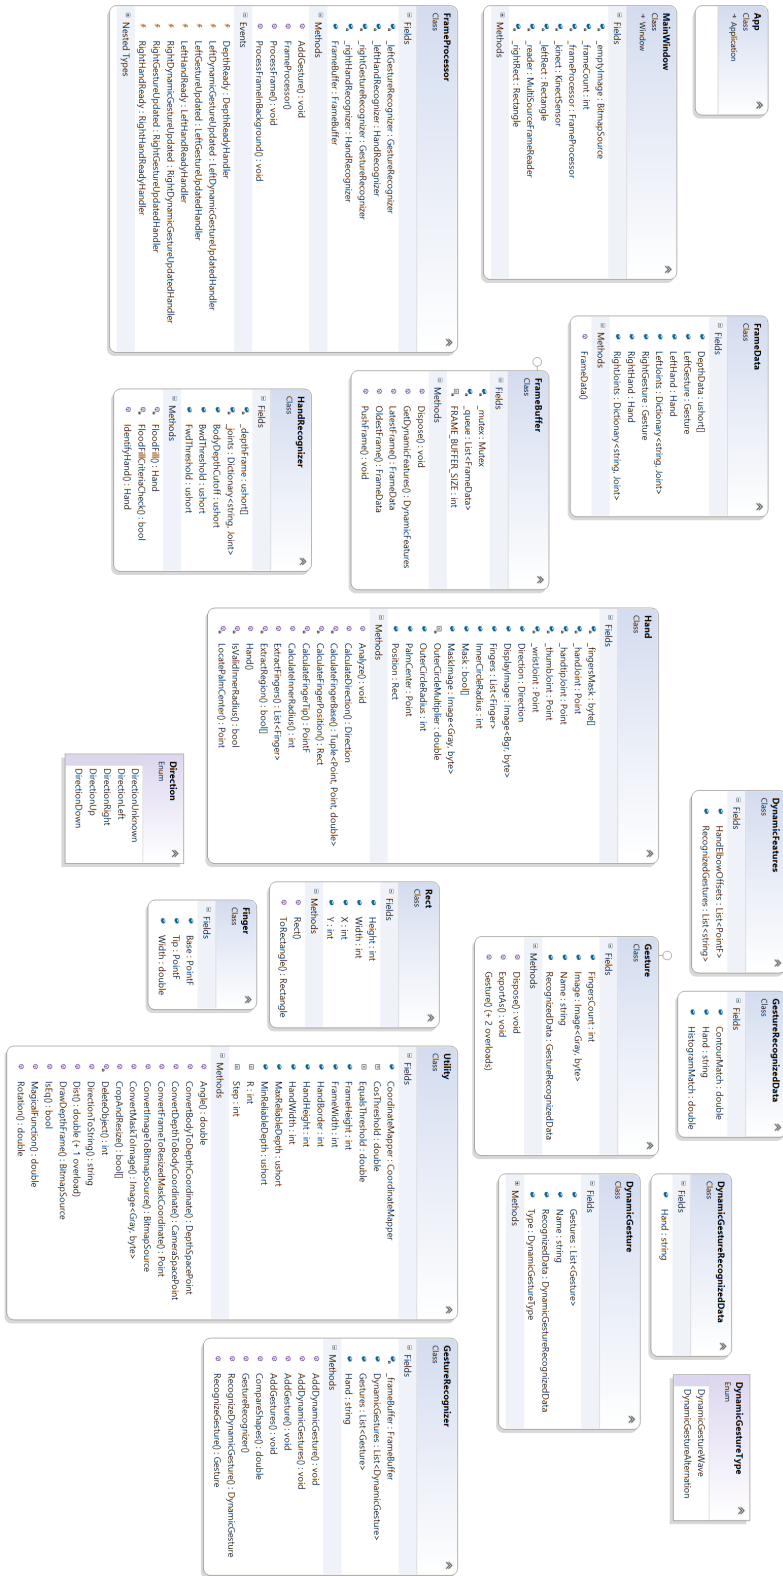 App
Class
→ Application
MainWindow
Class
→ Window
Fields
_emptyImage : BitmapSource
_frameCount : int
_frameProcessor : FrameProcessor
_kinect : KinectSensor
_leftRect : Rectangle
_reader : MultiSourceFrameReader
_rightRect : Rectangle
Methods
FrameProcessor
Class
Fields
_leftGestureRecognizer : GestureRecognizer
_leftHandRecognizer : HandRecognizer
_rightGestureRecognizer : GestureRecognizer
_rightHandRecognizer : HandRecognizer
FrameBuffer : FrameBuffer
Methods
AddGesture() : void
FrameProcessor()
ProcessFrame() : void
ProcessFrameInBackground() : void
Events
DepthReady : DepthReadyHandler
LeftDynamicGestureUpdated : LeftDynamicGestureUpdatedHandler
LeftGestureUpdated : LeftGestureUpdatedHandler
LeftHandReady : LeftHandReadyHandler
RightDynamicGestureUpdated : RightDynamicGestureUpdatedHandler
RightGestureUpdated : RightGestureUpdatedHandler
RightHandReady : RightHandReadyHandler
Nested Types
FrameData
Class
Fields
DepthData : ushort[]
LeftGesture : Gesture
LeftHand : Hand
LeftJoints : Dictionary<string, Joint>
RightGesture : Gesture
RightHand : Hand
RightJoints : Dictionary<string, Joint>
Methods
FrameData()
FrameBuffer
Class
Fields
_mutex : Mutex
_queue : List<FrameData>
FRAME_BUFFER_SIZE : int
Methods
Dispose() : void
GetDynamicFeatures() : DynamicFeatures
LatestFrame() : FrameData
OldestFrame() : FrameData
PushFrame() : void
HandRecognizer
Class
Fields
_depthFrame : ushort[]
_joints : Dictionary<string, Joint>
BodyDepthCutoff : ushort
BwdThreshold : ushort
FwdThreshold : ushort
Methods
FloodFill() : Hand
FloodFillCriteriaCheck() : bool
IdentifyHand() : Hand
Hand
Class
Fields
_fingersMask : byte[]
_handJoint : Point
_handtipJoint : Point
_thumbJoint : Point
_wristJoint : Point
Direction : Direction
DisplayImage : Image<Bgr, byte>
Fingers : List<Finger>
InnerCircleRadius : int
Mask : bool[]
MaskImage : Image<Gray, byte>
OuterCircleMultiplier : double
OuterCircleRadius : int
PalmCenter : Point
Position : Rect
Methods
Analyze() : void
CalculateDirection() : Direction
CalculateFingerBase() : Tuple<Point, Point, double>
CalculateFingerPosition() : Rect
CalculateFingerTip() : PointF
CalculateInnerRadius() : int
ExtractFingers() : List<Finger>
ExtractRegion() : bool[]
Hand()
IsValidInnerRadius() : bool
LocatePalmCenter() : Point
Direction
Enum
DirectionUnknown
DirectionLeft
DirectionRight
DirectionUp
DirectionDown
DynamicFeatures
Class
Fields
HandElbowOffsets : List<PointF>
RecognizedGestures : List<string>
Rect
Class
Fields
Height : int
Width : int
X : int
Y : int
Methods
Rect()
ToRectangle() : Rectangle
Finger
Class
Fields
Base : PointF
Tip : PointF
Width : double
GestureRecognizedData
Class
Fields
ContourMatch : double
Hand : string
HistogramMatch : double
Gesture
Class
Fields
FingersCount : int
Image : Image<Gray, byte>
Name : string
RecognizedData : GestureRecognizedData
Methods
Dispose() : void
ExportAs() : void
Gesture() (+ 2 overloads)
Utility
Class
Fields
CoordinateMapper : CoordinateMapper
CosThreshold : double
EqualsThreshold : double
FrameHeight : int
FrameWidth : int
HandBorder : int
HandHeight : int
HandWidth : int
MaxReliableDepth : ushort
MinReliableDepth : ushort
R : int
Step : int
Methods
Angle() : double
ConvertBodyToDepthCoordinate() : DepthSpacePoint
ConvertDepthToBodyCoordinate() : CameraSpacePoint
ConvertFrameToResizedMaskCoordinate() : Point
ConvertImageToBitmapSource() : BitmapSource
ConvertMaskToImage() : Image<Gray, byte>
CropAndResize() : bool[]
DeleteObject() : int
DirectionToString() : string
Dist() : double (+ 1 overload)
DrawDepthFrame() : BitmapSource
IsEq() : bool
MagicalFunction() : double
Rotation() : double
DynamicGestureRecognizedData
Class
Fields
Hand : string
DynamicGesture
Class
Fields
Gestures : List<Gesture>
Name : string
RecognizedData : DynamicGestureRecognizedData
Type : DynamicGestureType
Methods
DynamicGestureType
Enum
DynamicGestureWave
DynamicGestureAlternation
GestureRecognizer
Class
Fields
_frameBuffer : FrameBuffer
DynamicGestures : List<DynamicGesture>
Gestures : List<Gesture>
Hand : string
Methods
AddDynamicGesture() : void
AddDynamicGestures() : void
AddGesture() : void
AddGestures() : void
CompareShapes() : double
GestureRecognizer()
RecognizeDynamicGesture() : DynamicGesture
RecognizeGesture() : Gesture